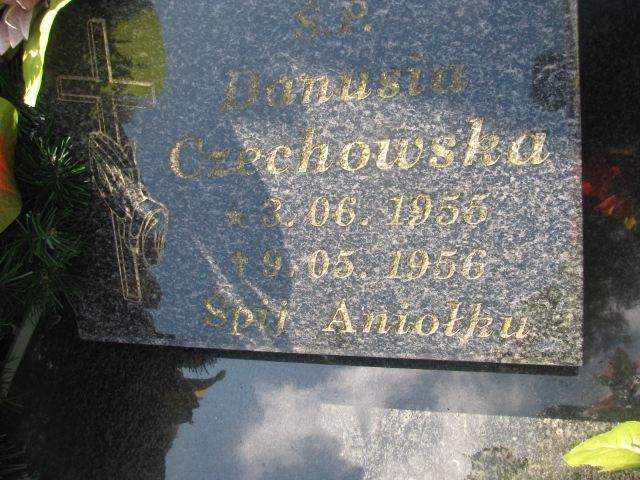 Ś.P.
Danusia
Czechowska
* 3.06.1955
† 9.05.1956
Śpij Aniołku